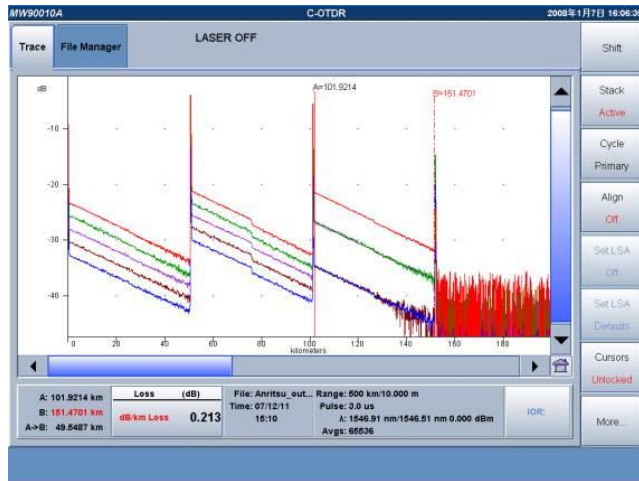 MW90010A C-OTDR 2008年1月7日 16:06:39
Trace File Manager LASER OFF Shift
dB A=101.9214 B=151.4701
Stack
Active
-10
Cycle
Primary
-20
Align
Off
-30
Set LSA
Off
-40
Set LSA
Defaults
0 20 40 60 80 100 120 140 160 180
kilometers
Cursors
Unlocked
A: 101.9214 km Loss (dB) File: Anritsu_out... Range: 500 km/10.000 m
B: 151.4701 km dB/km Loss 0.213 Time: 07/12/11 Pulse: 3.0 us IOR:
A->B: 49.5487 km 15:10 λ: 1546.91 nm/1546.51 nm 0.000 dBm
Avgs: 65536
More...